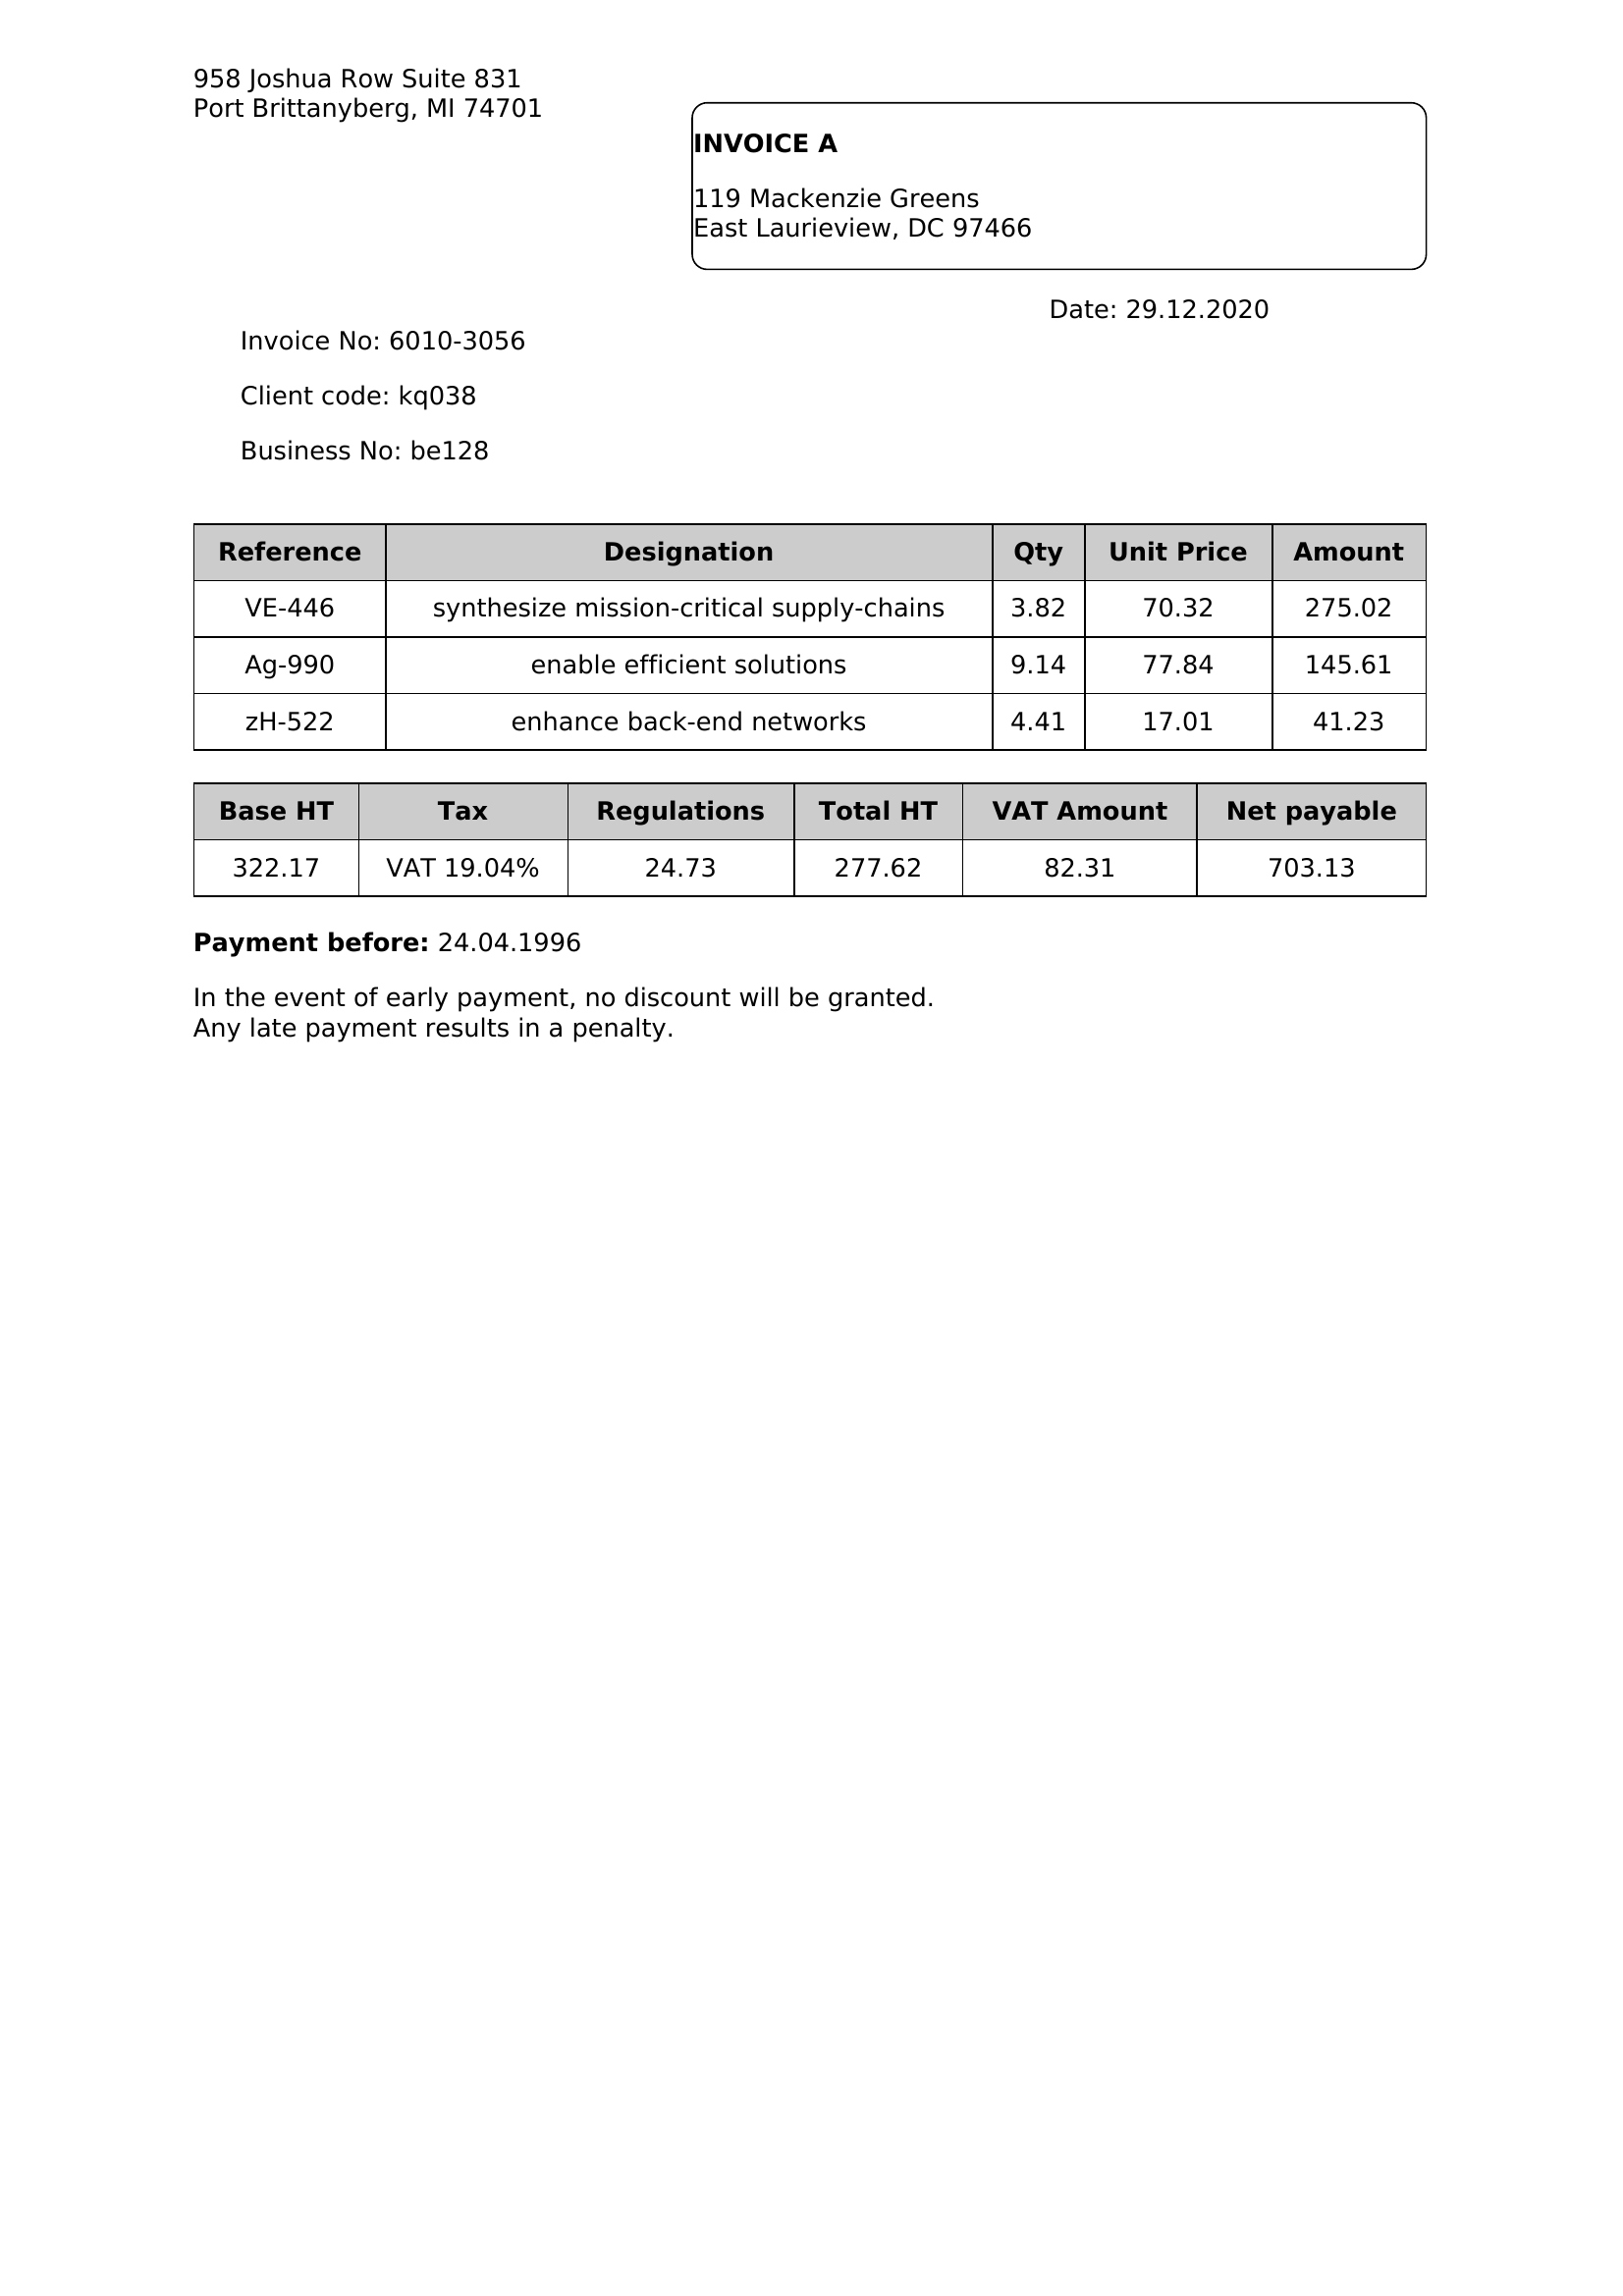 958 Joshua Row Suite 831
Port Brittanyberg, MI 74701
INVOICE A
119 Mackenzie Greens
East Laurieview, DC 97466
Date: 29.12.2020
Invoice No: 6010-3056
Client code: kq038
Business No: be128
Reference Designation Qty Unit Price Amount
VE-446 synthesize mission-critical supply-chains 3.82 70.32 275.02
Ag-990 enable efficient solutions 9.14 77.84 145.61
zH-522 enhance back-end networks 4.41 17.01 41.23
Base HT Tax Regulations Total HT VAT Amount Net payable
322.17 VAT 19.04% 24.73 277.62 82.31 703.13
Payment before: 24.04.1996
In the event of early payment, no discount will be granted.
Any late payment results in a penalty.